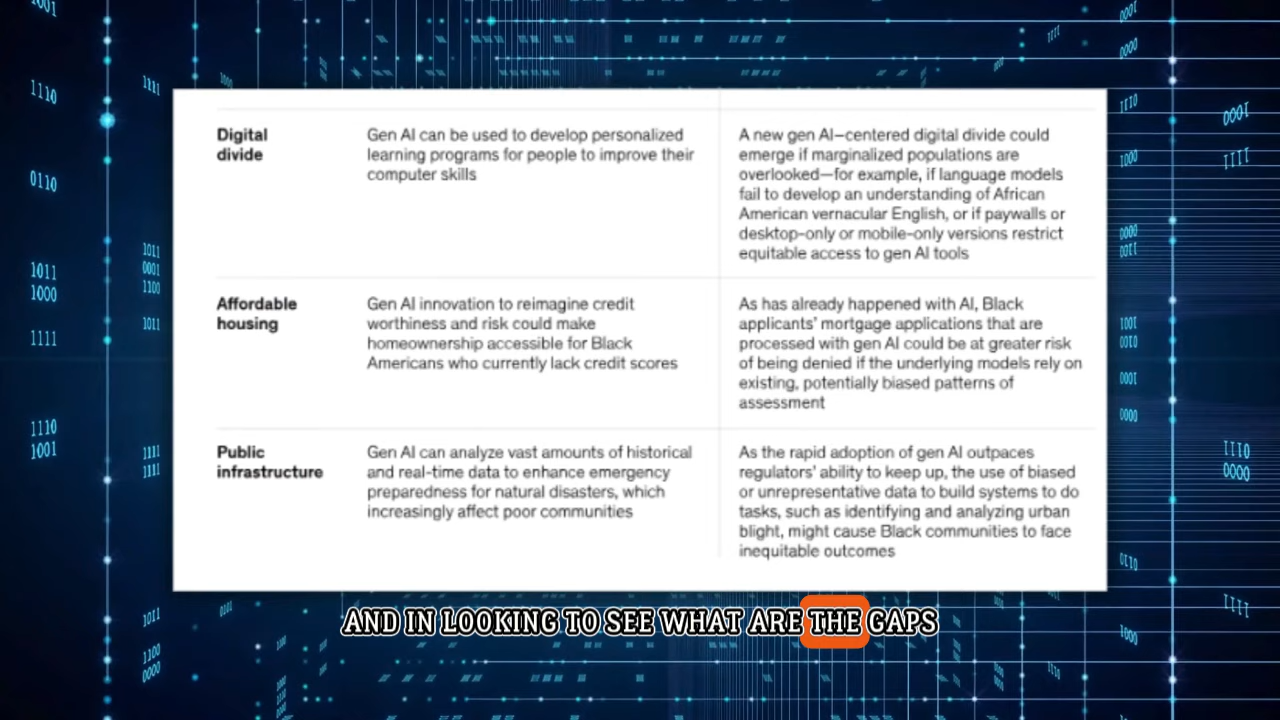 Digital
divide
Gen AI can be used to develop personalized
learning programs for people to improve their
computer skills
A new gen AI–centered digital divide could
emerge if marginalized populations are
overlooked—for example, if language models
fail to develop an understanding of African
American vernacular English, or if paywalls or
desktop-only or mobile-only versions restrict
equitable access to gen AI tools
Affordable
housing
Gen AI innovation to reimagine credit
worthiness and risk could make
homeownership accessible for Black
Americans who currently lack credit scores
As has already happened with AI, Black
applicants’ mortgage applications that are
processed with gen AI could be at greater risk
of being denied if the underlying models rely on
existing, potentially biased patterns of
assessment
Public
infrastructure
Gen AI can analyze vast amounts of historical
and real-time data to enhance emergency
preparedness for natural disasters, which
increasingly affect poor communities
As the rapid adoption of gen AI outpaces
regulators’ ability to keep up, the use of biased
or unrepresentative data to build systems to do
tasks, such as identifying and analyzing urban
blight, might cause Black communities to face
inequitable outcomes
AND IN LOOKING TO SEE WHAT ARE THE GAPS